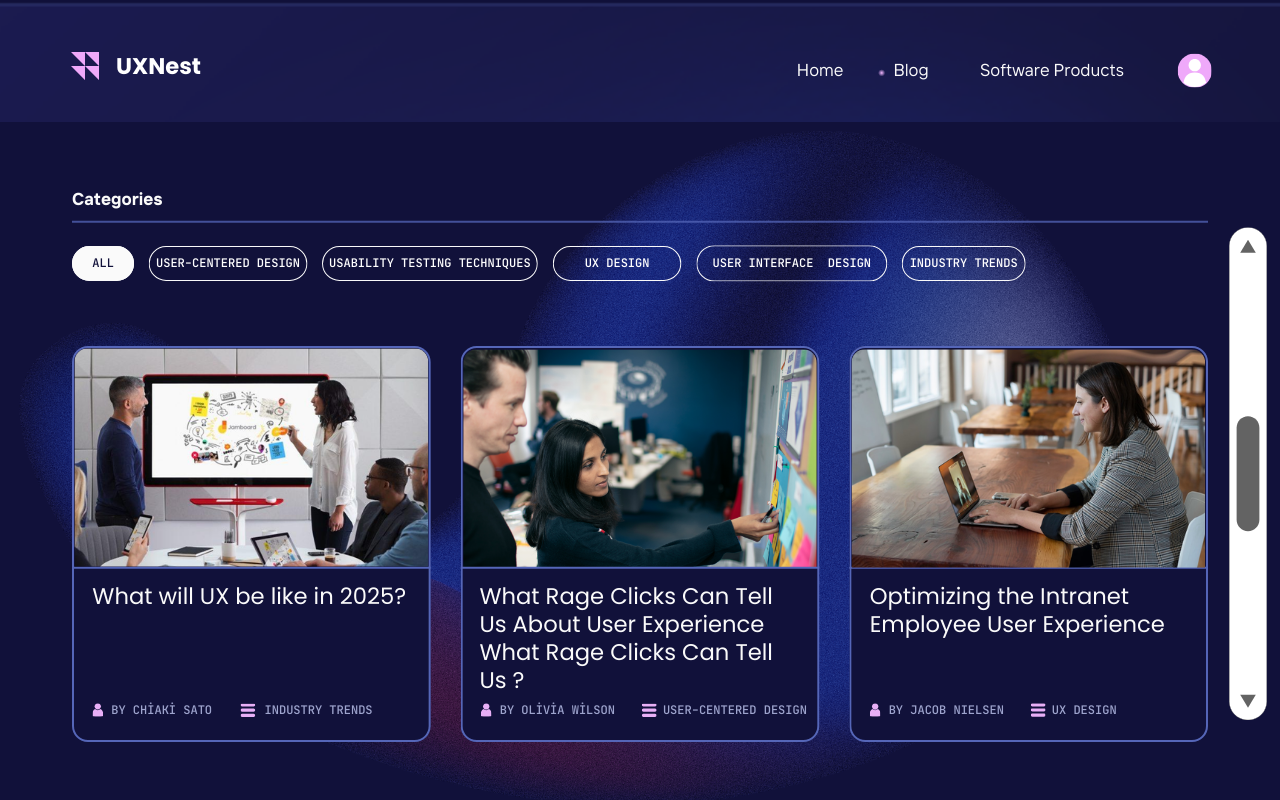 UXNest
Home
Blog
Software Products
Categories
ALL
USER-CENTERED DESIGN
USABILITY TESTING TECHNIQUES
UX DESIGN
USER INTERFACE  DESIGN
INDUSTRY TRENDS
Jamboard
What will UX be like in 2025?
BY CHİAKİ SATO
INDUSTRY TRENDS
What Rage Clicks Can Tell
Us About User Experience
What Rage Clicks Can Tell
Us ?
BY OLİVİA WİLSON
USER-CENTERED DESIGN
Optimizing the Intranet
Employee User Experience
BY JACOB NIELSEN
UX DESIGN